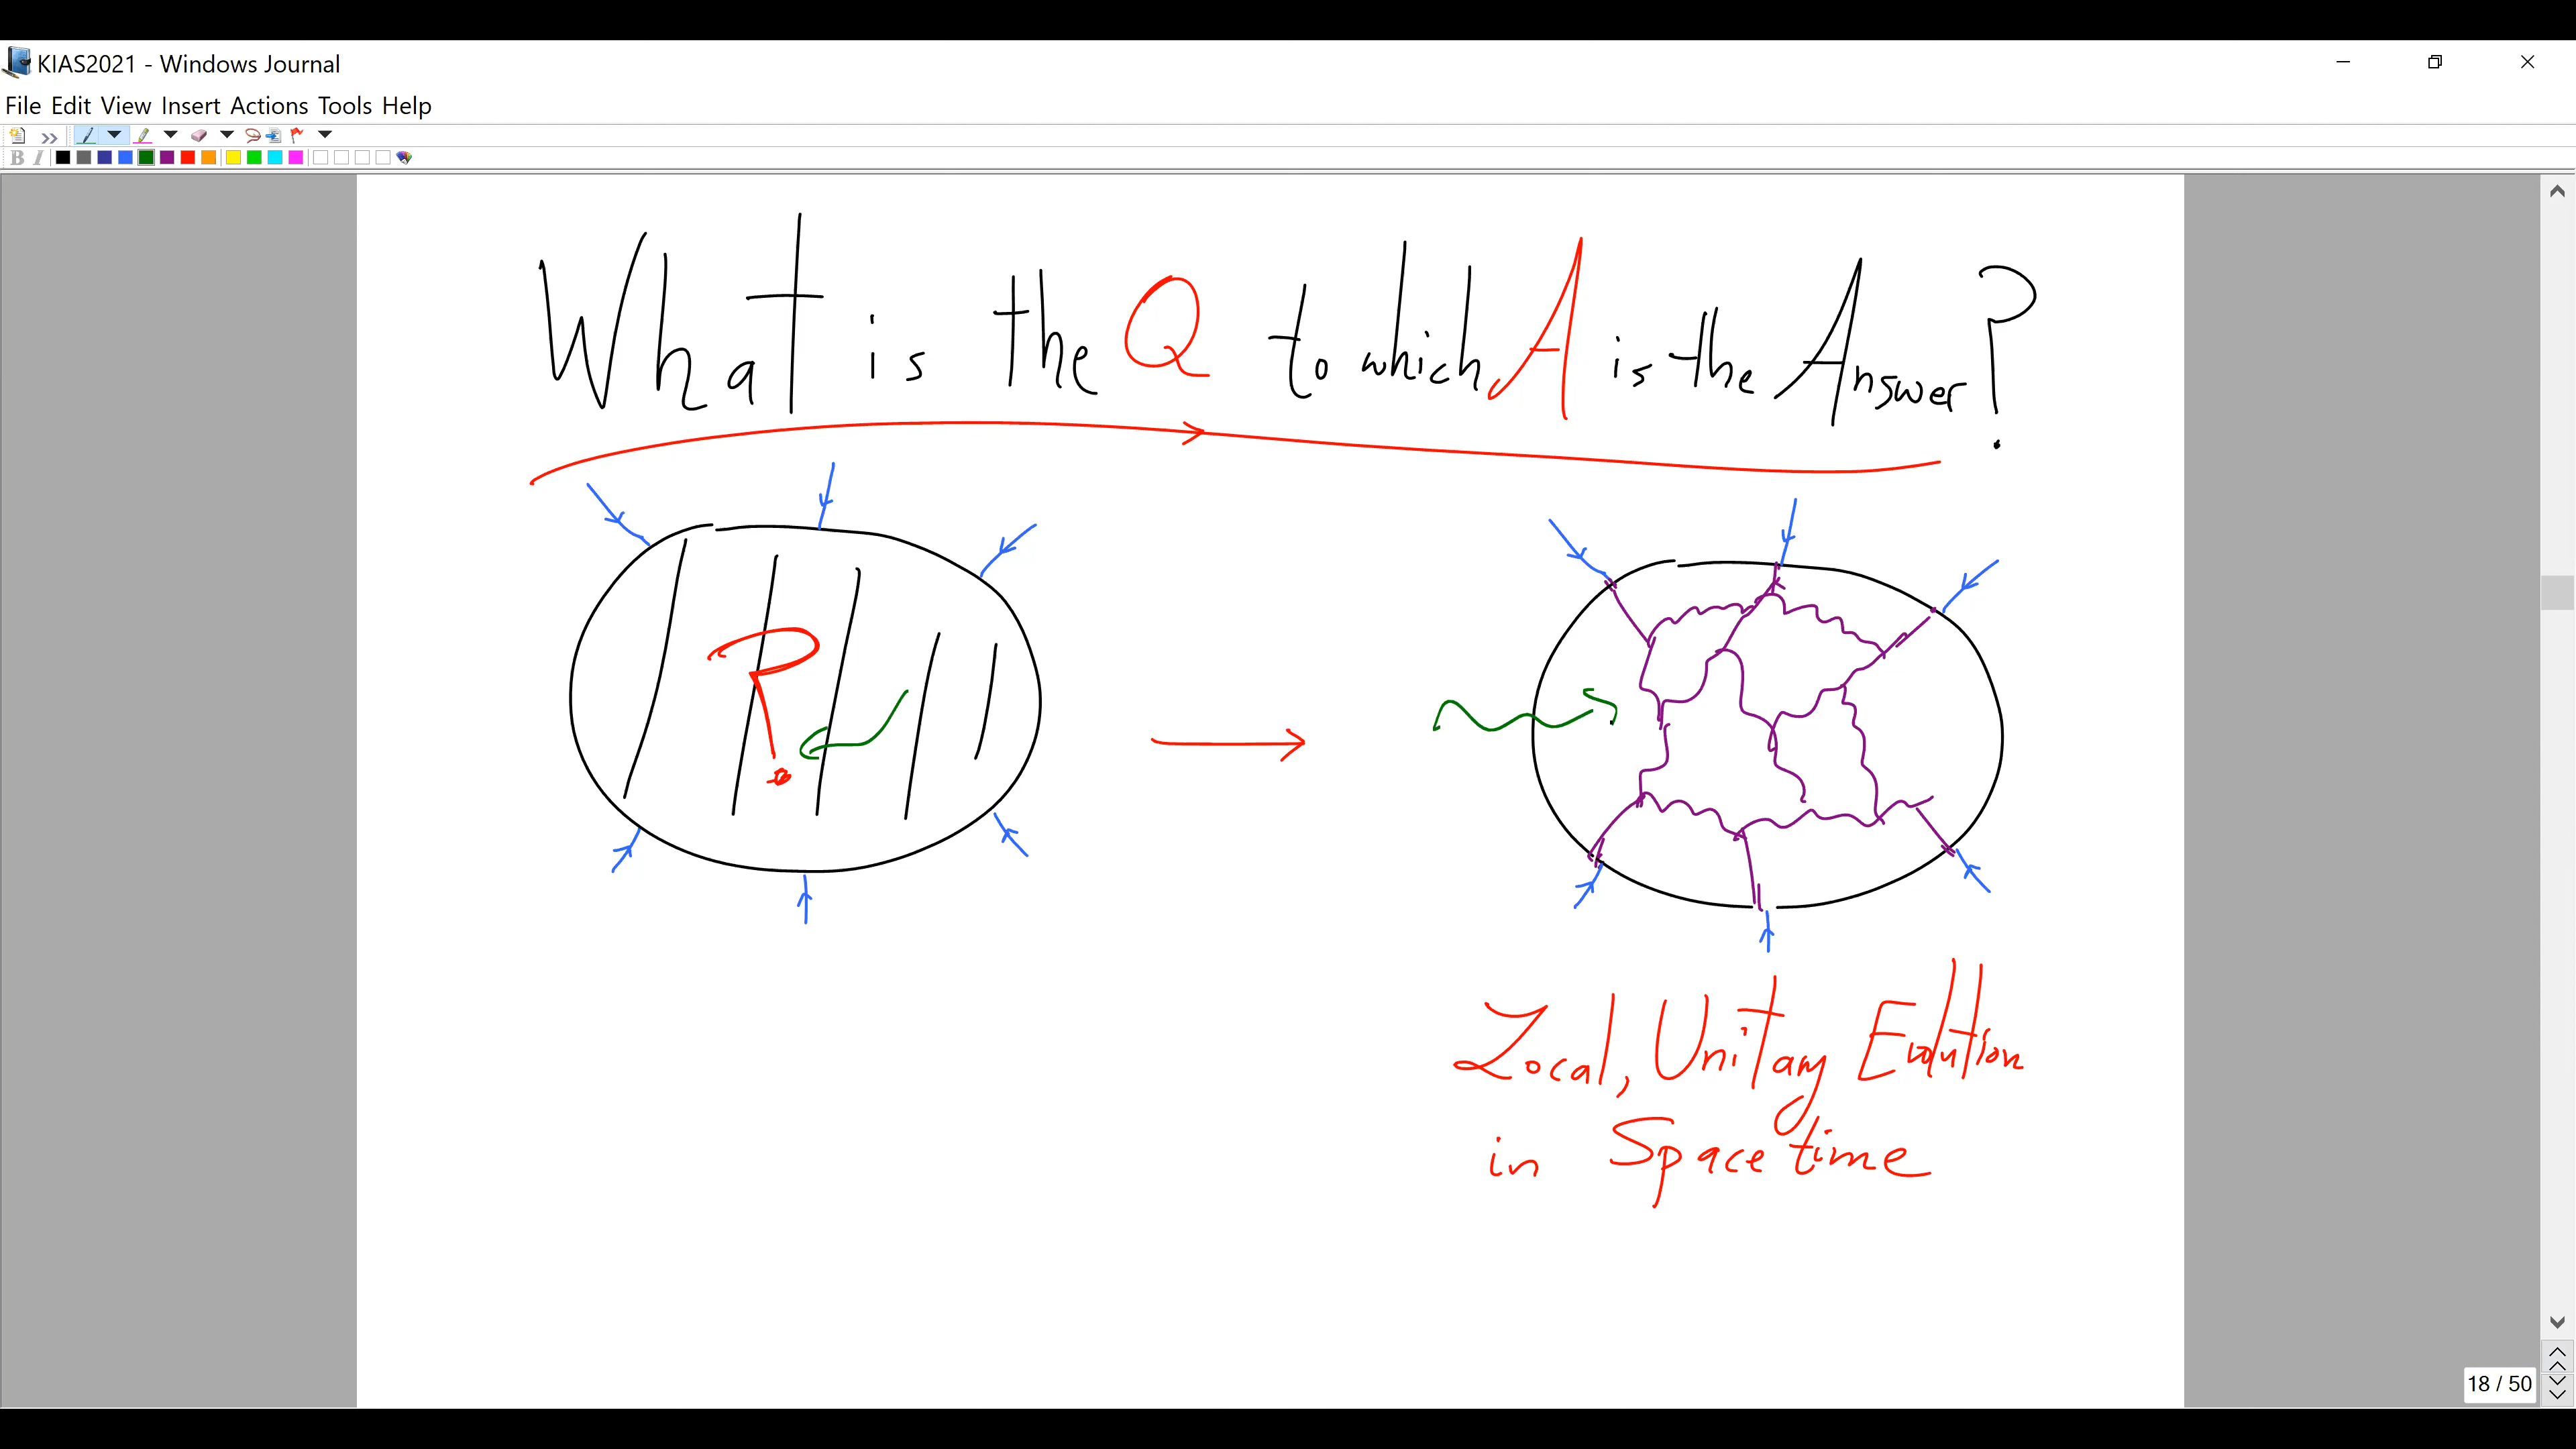 KIAS2021 - Windows Journal
File Edit View Insert Actions Tools Help
B I
What is the Q to which A is the Answer?
?
Local, Unitary Evolution
in Spacetime
18 / 50